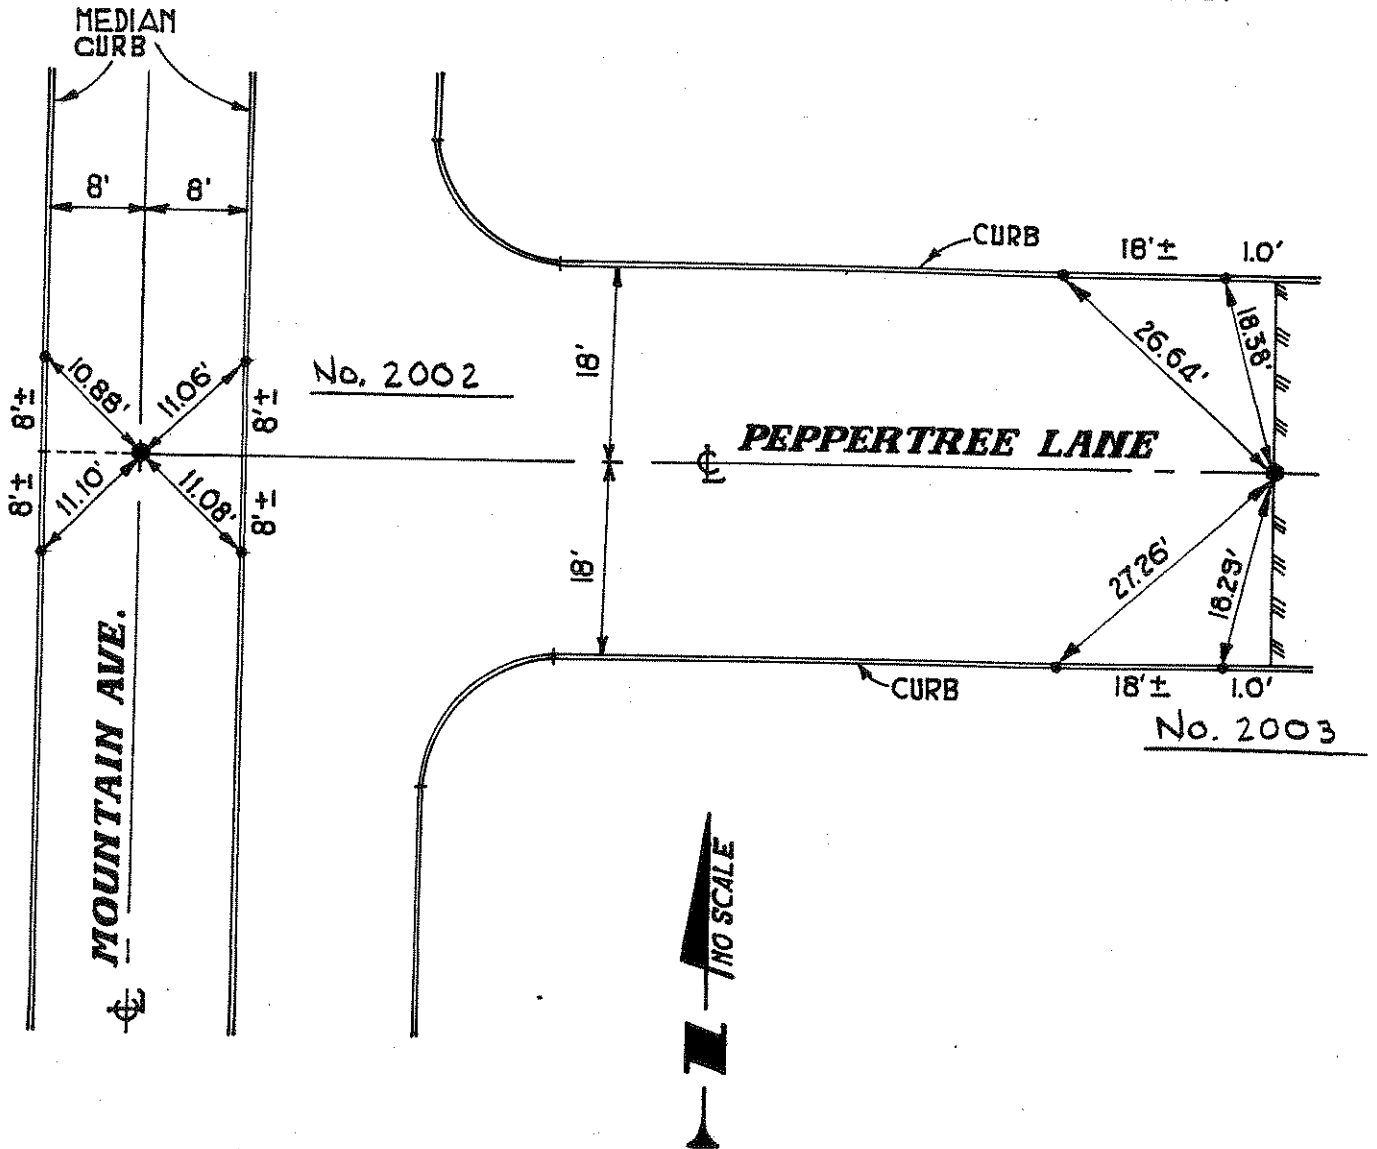 MEDIAN
CURB
8'
8'
CURB
18'±
1.0'
26.64'
18.38'
No. 2002
18'
10.88'
11.06'
8'±
8'±
PEPPERTREE LANE
℄
8'±
8'±
11.10'
11.08'
18'
27.26'
18.29'
CURB
18'±
1.0'
No. 2003
MOUNTAIN AVE.
℄
NO SCALE
N